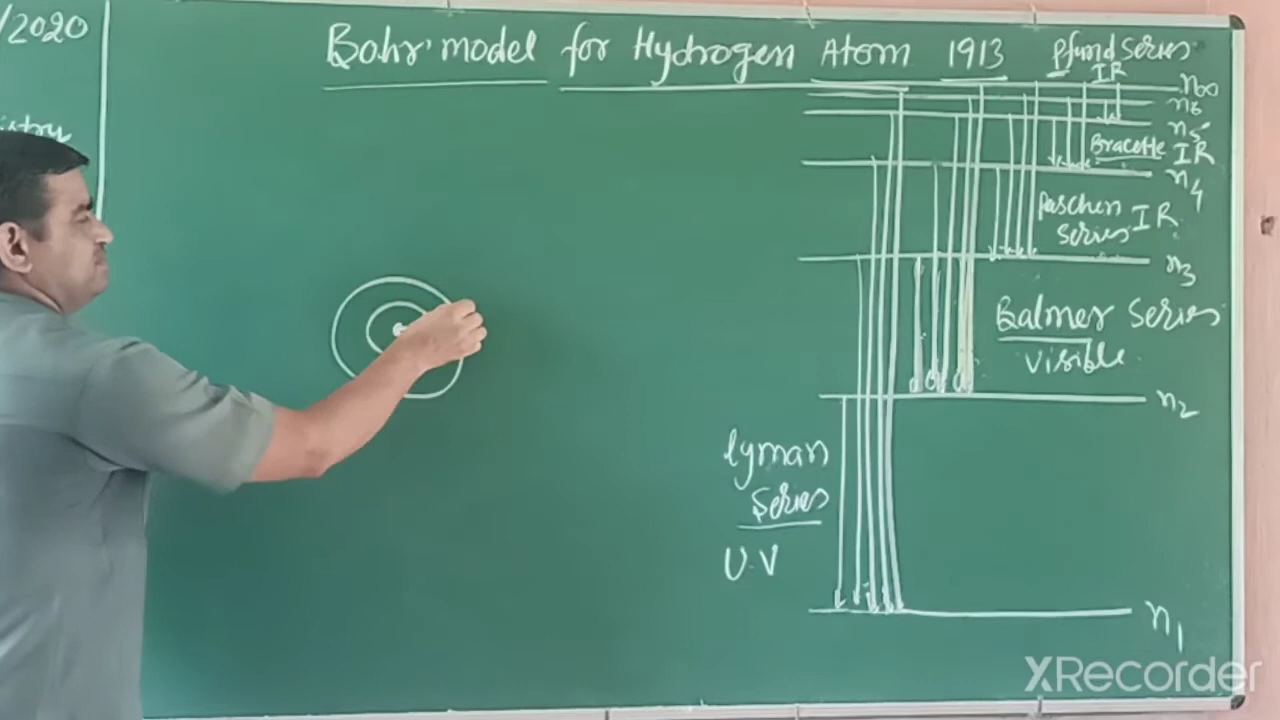 /2020
istry
Bohr' model for Hydrogen Atom 1913
Pfund Series
IR
n∞
n6
n5
Bracette IR
n4
Paschen
Series IR
n3
Balmer Series
visible
n2
lyman
Series
U.V
n1
XRecorder